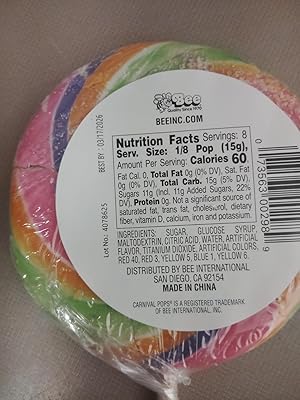 Bee
Quality Since 1976
BEEINC.COM
BEST BY: 03/17/2026
Lot No.: 4078625
Nutrition Facts Servings: 8
Serv. Size: 1/8 Pop (15g),
Amount Per Serving: Calories 60,
Fat Cal. 0, Total Fat 0g (0% DV), Sat. Fat
0g (0% DV), Total Carb. 15g (5% DV),
Sugars 11g (Incl. 11g Added Sugars, 22%
DV), Protein 0g. Not a significant source of
saturated fat, trans fat, cholesterol, dietary
fiber, vitamin D, calcium, iron and potassium.
INGREDIENTS: SUGAR, GLUCOSE SYRUP,
MALTODEXTRIN, CITRIC ACID, WATER, ARTIFICIAL
FLAVOR, TITANIUM DIOXIDE, ARTIFICIAL COLORS,
RED 40, RED 3, YELLOW 5, BLUE 1, YELLOW 6.
DISTRIBUTED BY BEE INTERNATIONAL
SAN DIEGO, CA 92154
MADE IN CHINA
CARNIVAL POPS® IS A REGISTERED TRADEMARK
OF BEE INTERNATIONAL, INC.